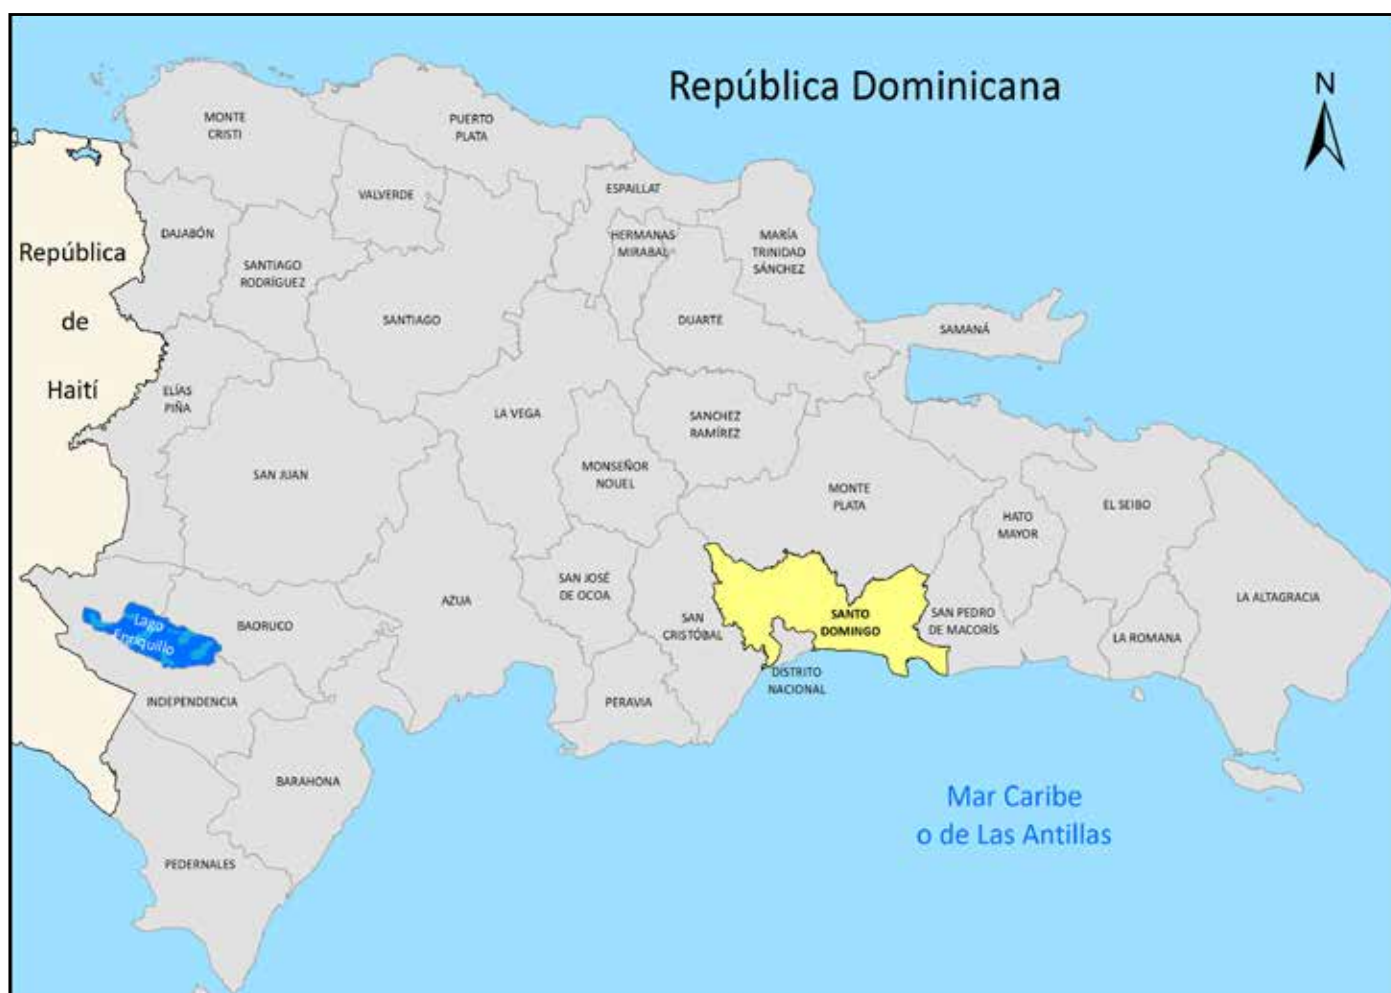 República Dominicana
N
MONTE
CRISTI
PUERTO
PLATA
VALVERDE
ESPAILLAT
DAJABÓN
HERMANAS
MIRABAL
MARÍA
TRINIDAD
SÁNCHEZ
República
de
Haití
SANTIAGO
RODRÍGUEZ
SANTIAGO
DUARTE
SAMANÁ
ELÍAS
PIÑA
LA VEGA
SANCHEZ
RAMÍREZ
SAN JUAN
MONSEÑOR
NOUEL
MONTE
PLATA
HATO
MAYOR
EL SEIBO
SAN JOSÉ
DE OCOA
AZUA
LA ALTAGRACIA
BAORUCO
Lago
Enriquillo
SAN
CRISTÓBAL
SANTO
DOMINGO
SAN PEDRO
DE MACORÍS
LA ROMANA
DISTRITO
NACIONAL
INDEPENDENCIA
PERAVIA
BARAHONA
Mar Caribe
o de Las Antillas
PEDERNALES